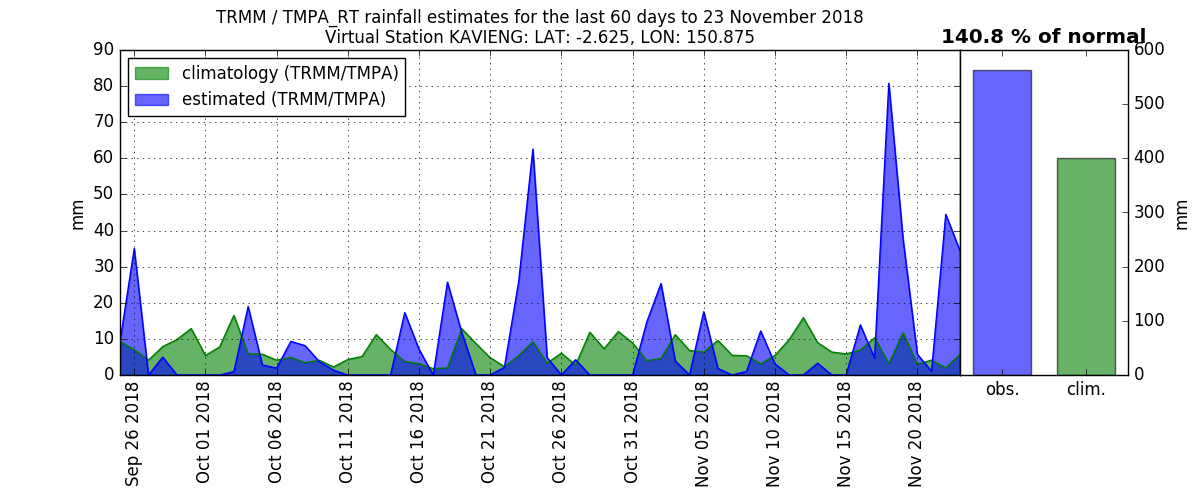 TRMM / TMPA_RT rainfall estimates for the last 60 days to 23 November 2018
Virtual Station KAVIENG: LAT: -2.625, LON: 150.875
140.8 % of normal
climatology (TRMM/TMPA)
estimated (TRMM/TMPA)
mm
90
80
70
60
50
40
30
20
10
0
Sep 26 2018
Oct 01 2018
Oct 06 2018
Oct 11 2018
Oct 16 2018
Oct 21 2018
Oct 26 2018
Oct 31 2018
Nov 05 2018
Nov 10 2018
Nov 15 2018
Nov 20 2018
obs.
clim.
600
500
400
300
200
100
0
mm